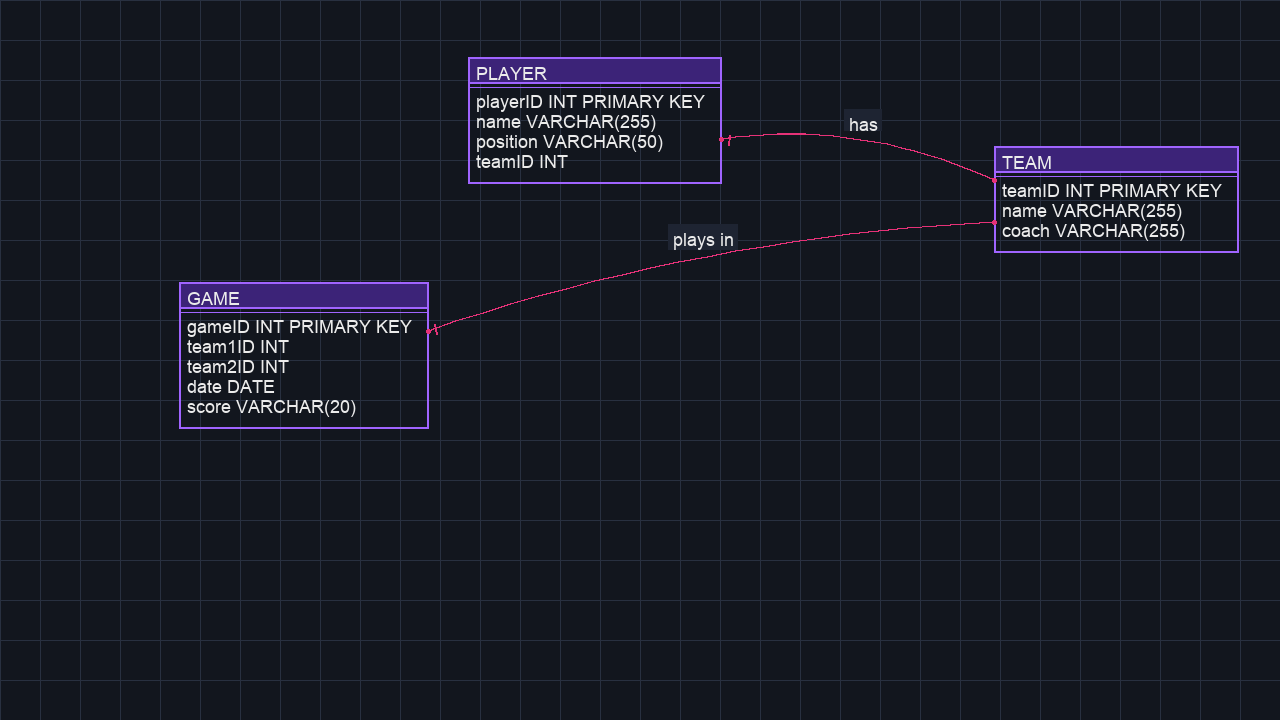 PLAYER
playerID INT PRIMARY KEY
name VARCHAR(255)
position VARCHAR(50)
teamID INT
has
TEAM
teamID INT PRIMARY KEY
name VARCHAR(255)
coach VARCHAR(255)
plays in
GAME
gameID INT PRIMARY KEY
team1ID INT
team2ID INT
date DATE
score VARCHAR(20)